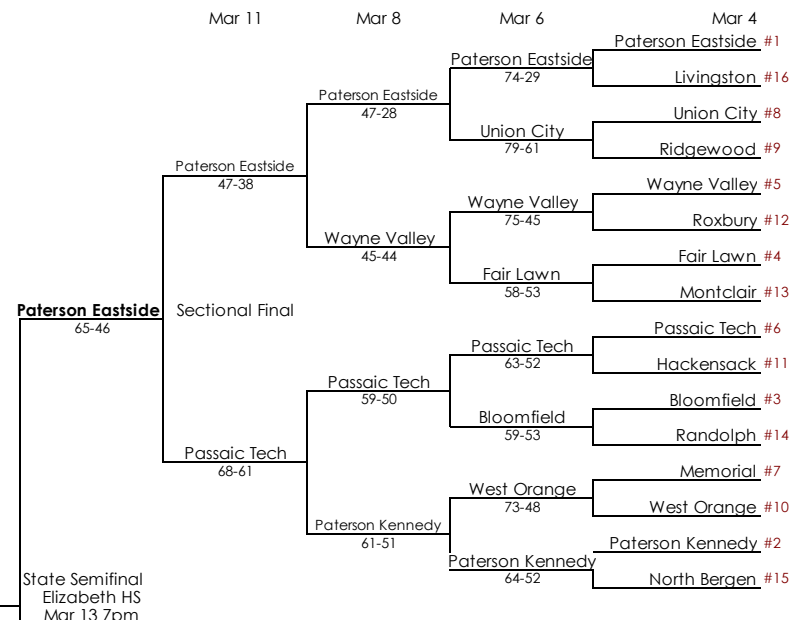 Mar 11 Mar 8 Mar 6 Mar 4
Paterson Eastside #1
Paterson Eastside
74-29
Livingston #16
Paterson Eastside
47-28
Union City #8
Union City
79-61
Ridgewood #9
Paterson Eastside
47-38
Wayne Valley #5
Wayne Valley
75-45
Roxbury #12
Wayne Valley
45-44
Fair Lawn #4
Fair Lawn
58-53
Montclair #13
Paterson Eastside Sectional Final
65-46
Passaic Tech #6
Passaic Tech
63-52
Hackensack #11
Passaic Tech
59-50
Bloomfield #3
Bloomfield
59-53
Randolph #14
Passaic Tech
68-61
Memorial #7
West Orange
73-48
West Orange #10
Paterson Kennedy
61-51
Paterson Kennedy #2
Paterson Kennedy
64-52
North Bergen #15
State Semifinal
Elizabeth HS
Mar 13 7pm